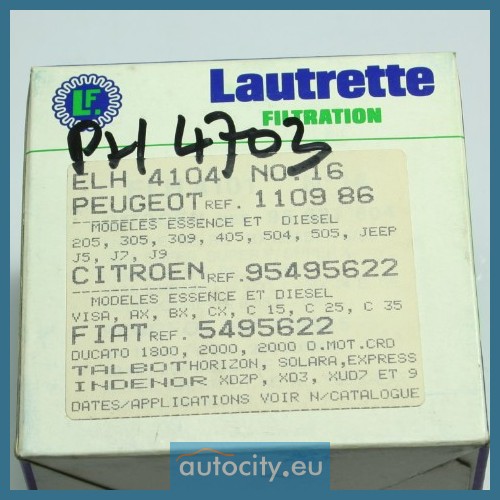 LF.
Lautrette
FILTRATION
PH 4703
ELH 4104 NO.16
PEUGEOT REF. 1109 86
MODELES ESSENCE ET DIESEL
205, 305, 309, 405, 504, 505, JEEP
J5, J7, J9
CITROEN REF. 95495622
MODELES ESSENCE ET DIESEL
VISA, AX, BX, CX, C 15, C 25, C 35
FIAT REF. 5495622
DUCATO 1800, 2000, 2000 D.MOT.CRD
TALBOT HORIZON, SOLARA, EXPRESS
INDENOR XDZP, XD3, XUD7 ET 9
DATES/APPLICATIONS VOIR N/CATALOGUE
autocity.eu